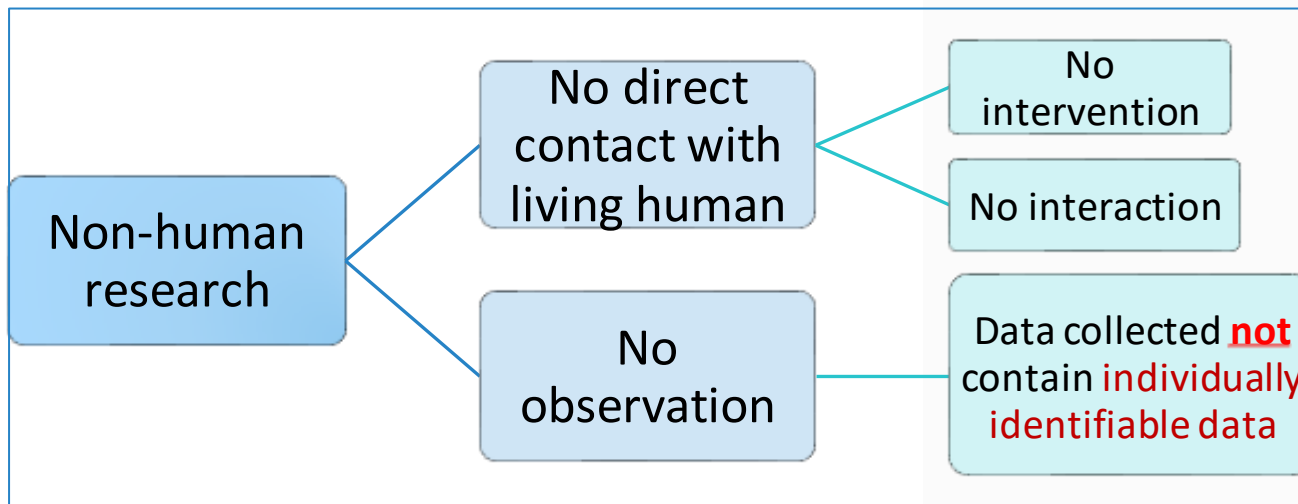 Non-human
research
No direct
contact with
living human
No
observation
No
intervention
No interaction
Data collected not
contain individually
identifiable data